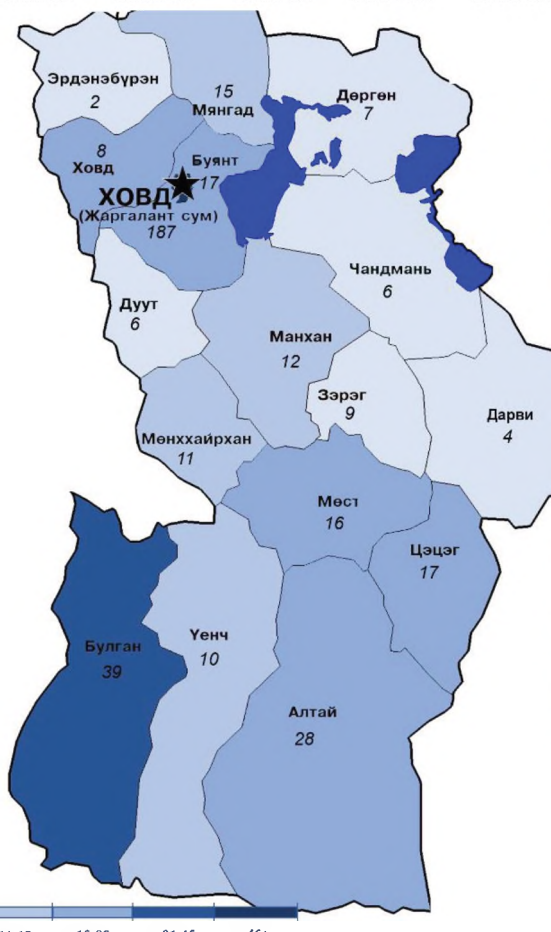 Эрдэнэбүрэн
2
15
Мянгад
Дөргөн
7
8
Ховд
Буянт
17
ХОВД
(Жаргалант сум)
187
Чандмань
6
Дуут
6
Манхан
12
Зэрэг
9
Дарви
4
Мөнххайрхан
11
Мөст
16
Цэцэг
17
Үенч
10
Булган
39
Алтай
28